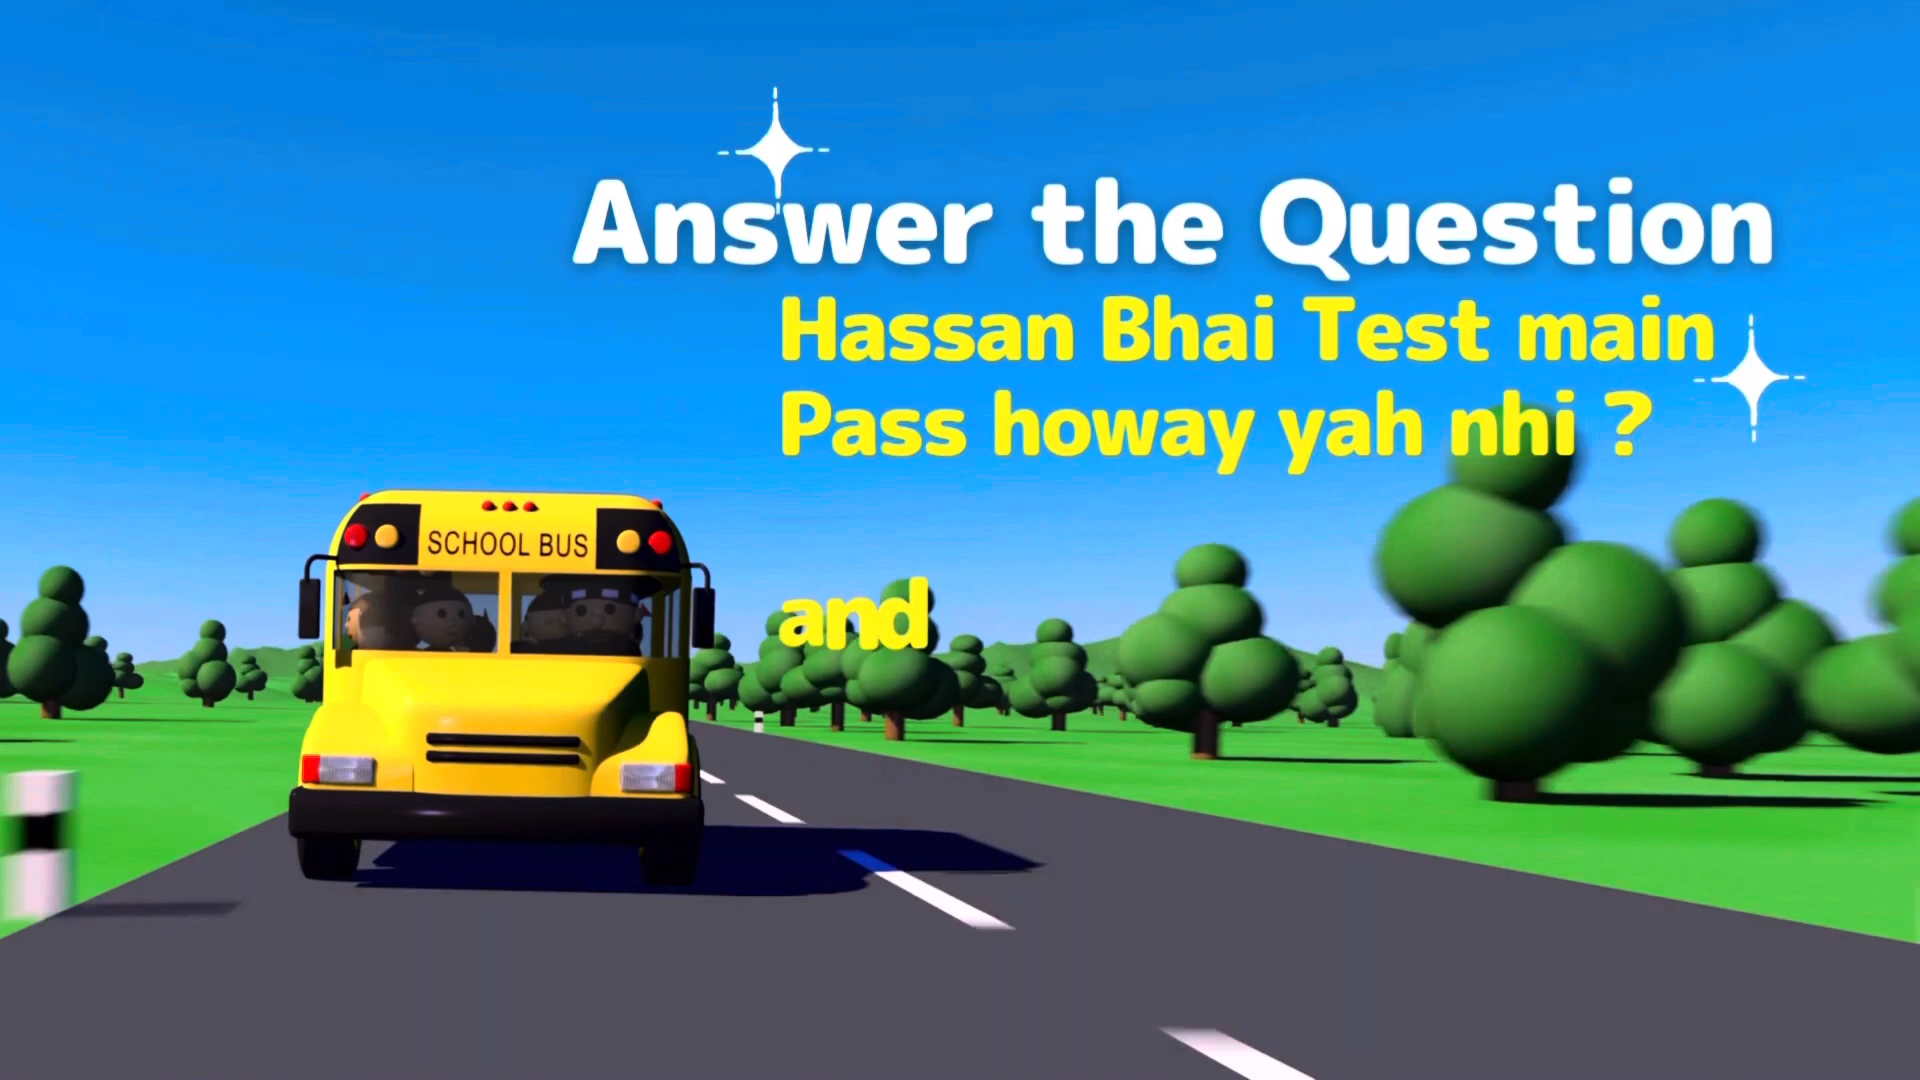 Answer the Question
Hassan Bhai Test main
Pass howay yah nhi ?
SCHOOL BUS
and